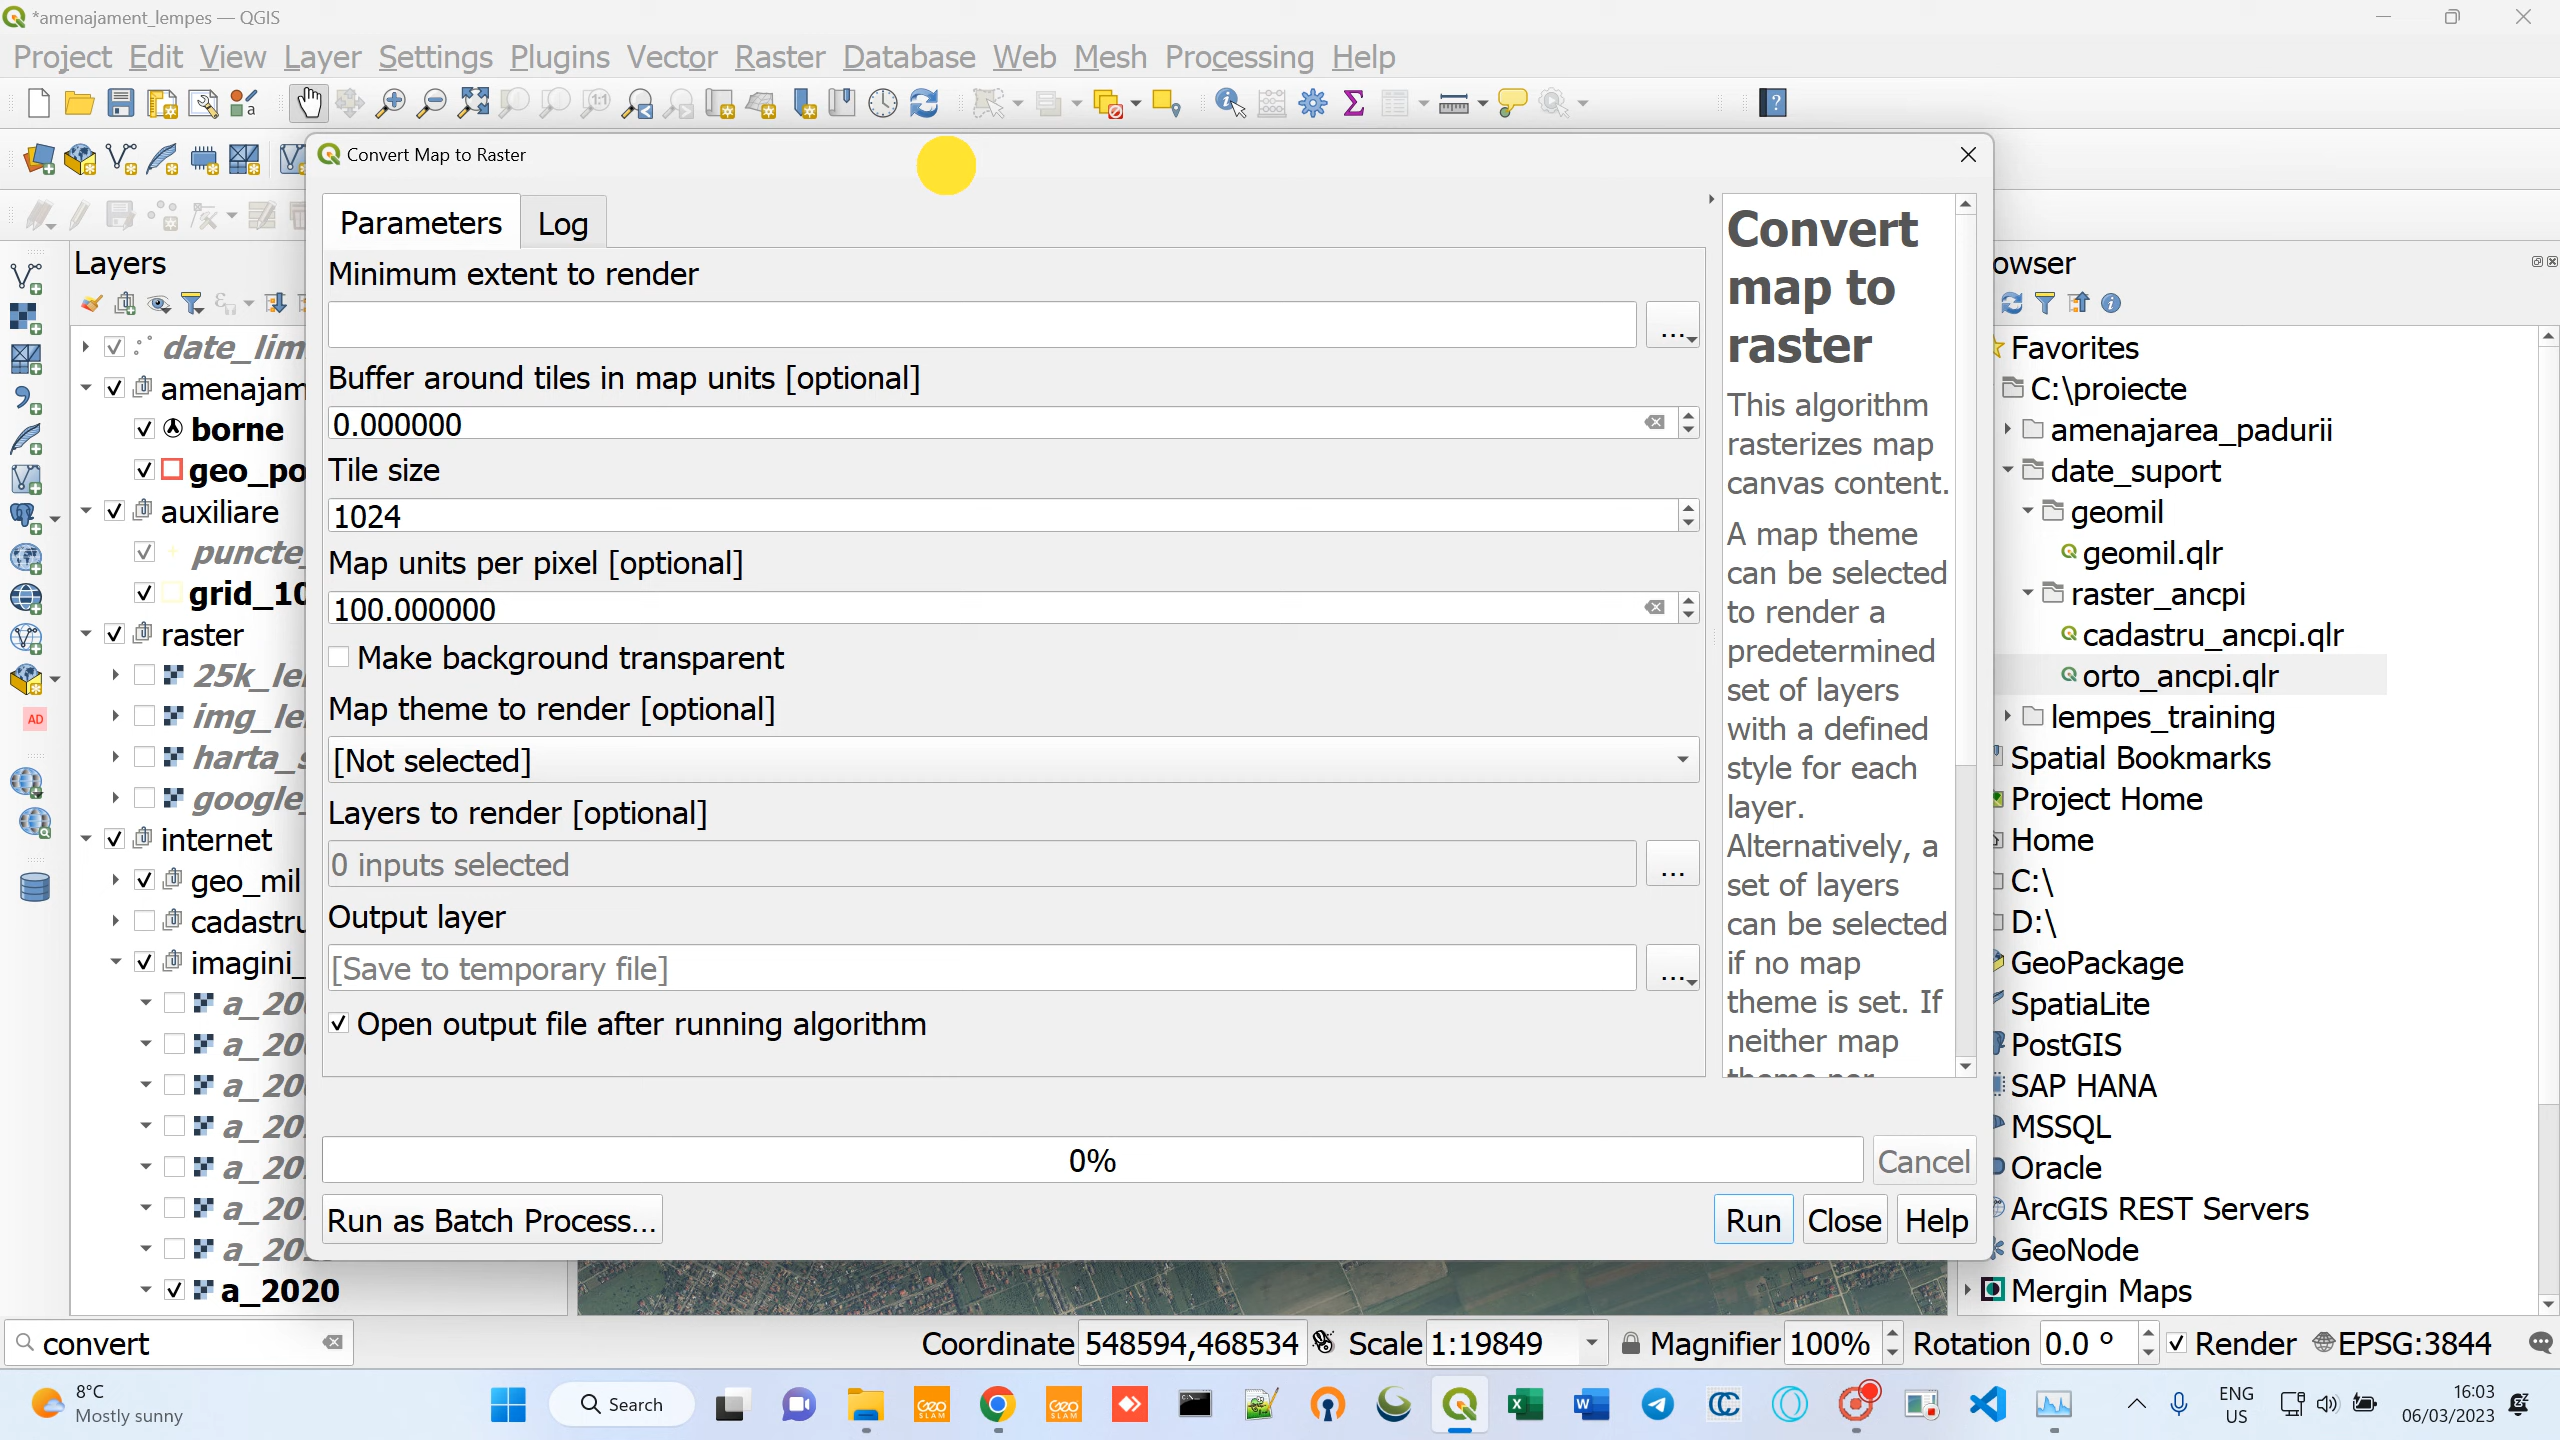 *amenajament_lempes — QGIS
Project Edit View Layer Settings Plugins Vector Raster Database Web Mesh Processing Help
Convert Map to Raster
Parameters
Log
Minimum extent to render
...
Buffer around tiles in map units [optional]
0.000000
Tile size
1024
Map units per pixel [optional]
100.000000
Make background transparent
Map theme to render [optional]
[Not selected]
Layers to render [optional]
0 inputs selected
...
Output layer
[Save to temporary file]
...
Open output file after running algorithm
Convert
map to
raster
This algorithm
rasterizes map
canvas content.
A map theme
can be selected
to render a
predetermined
set of layers
with a defined
style for each
layer.
Alternatively, a
set of layers
can be selected
if no map
theme is set. If
neither map
0%
Cancel
Run as Batch Process...
Run
Close
Help
Layers
date_lim
amenajam
borne
geo_po
auxiliare
puncte_
grid_10
raster
25k_le
img_le
harta_s
google_
internet
geo_mil
cadastru
imagini_
a_20
a_20
a_20
a_20
a_20
a_20
a_20
a_2020
owser
Favorites
C:\proiecte
amenajarea_padurii
date_suport
geomil
geomil.qlr
raster_ancpi
cadastru_ancpi.qlr
orto_ancpi.qlr
lempes_training
Spatial Bookmarks
Project Home
Home
C:\
D:\
GeoPackage
SpatiaLite
PostGIS
SAP HANA
MSSQL
Oracle
ArcGIS REST Servers
GeoNode
Mergin Maps
AD
convert
Coordinate 548594,468534 Scale 1:19849 Magnifier 100% Rotation 0.0 ° Render EPSG:3844
8°C
Mostly sunny
Search
ENG
US
16:03
06/03/2023